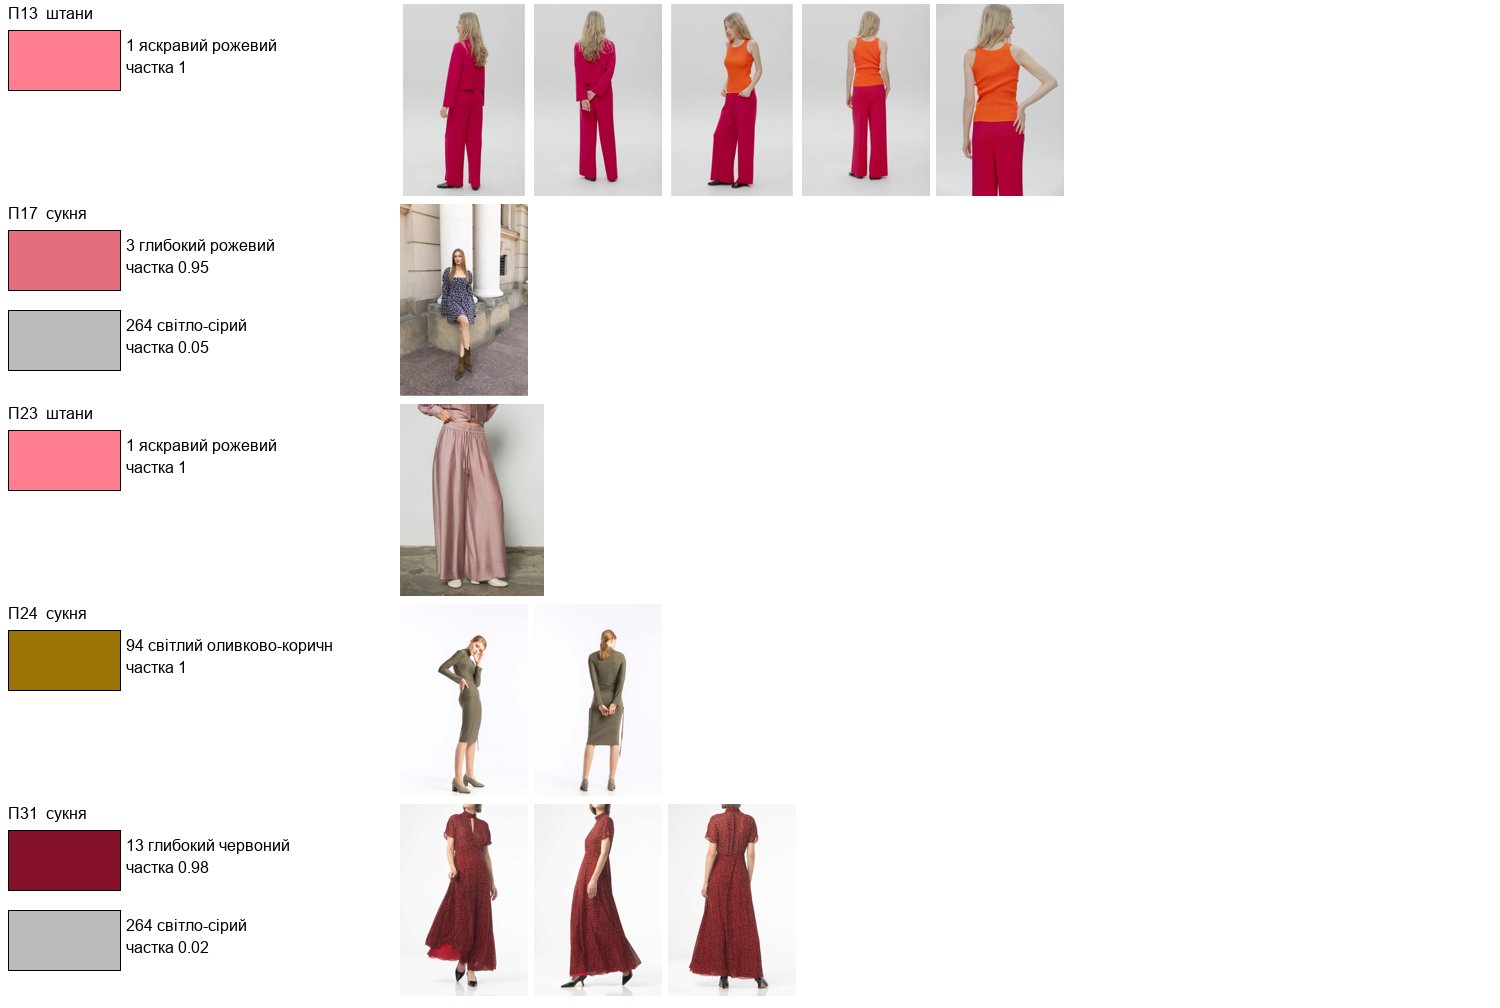 П13 штани
1 яскравий рожевий
частка 1
П17 сукня
3 глибокий рожевий
частка 0.95
264 світло-сірий
частка 0.05
П23 штани
1 яскравий рожевий
частка 1
П24 сукня
94 світлий оливково-коричн
частка 1
П31 сукня
13 глибокий червоний
частка 0.98
264 світло-сірий
частка 0.02